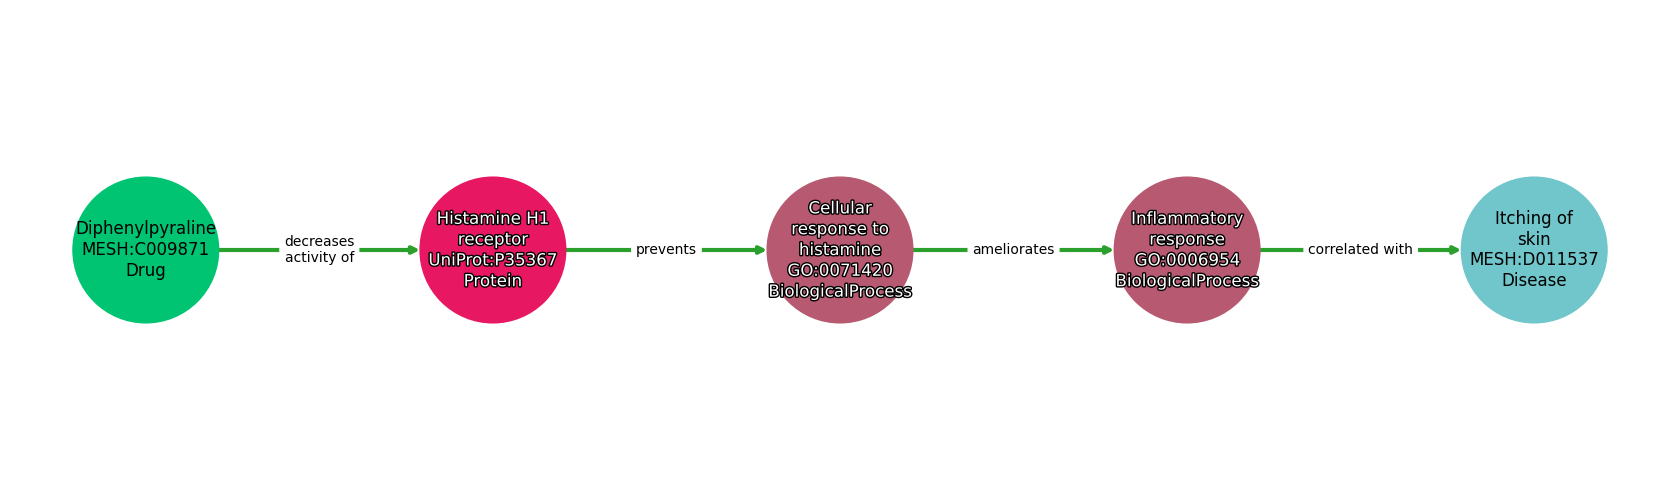 Diphenylpyraline
MESH:C009871
Drug
decreases
activity of
Histamine H1
receptor
UniProt:P35367
Protein
prevents
Cellular
response to
histamine
GO:0071420
BiologicalProcess
ameliorates
Inflammatory
response
GO:0006954
BiologicalProcess
correlated with
Itching of
skin
MESH:D011537
Disease